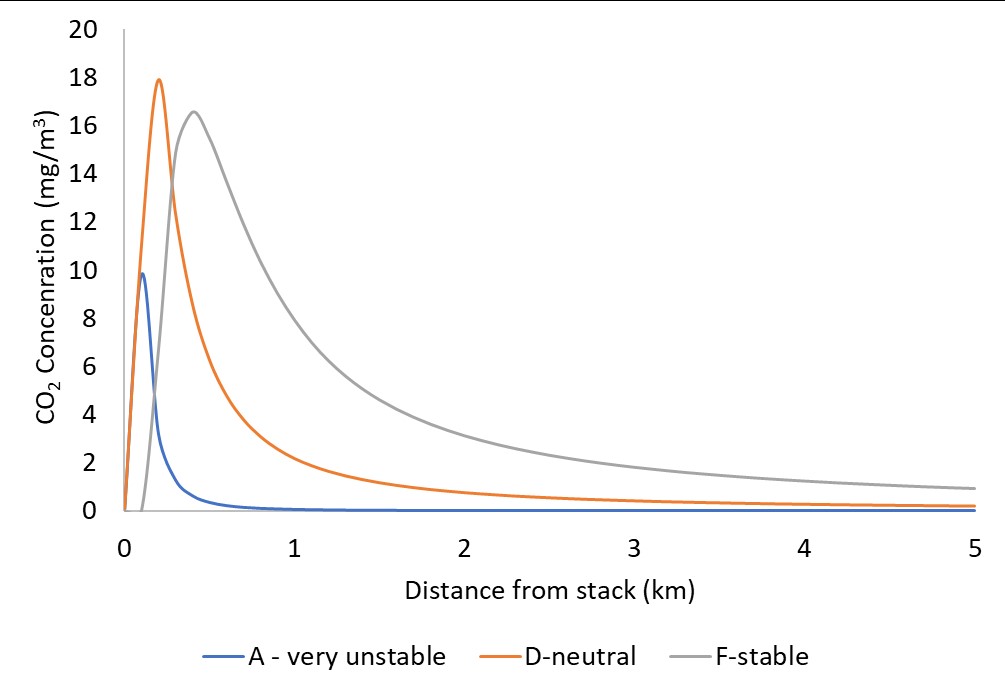 20
18
16
14
12
10
8
6
4
2
0
CO₂ Concenration (mg/m³)
0 1 2 3 4 5
Distance from stack (km)
A - very unstable D-neutral F-stable